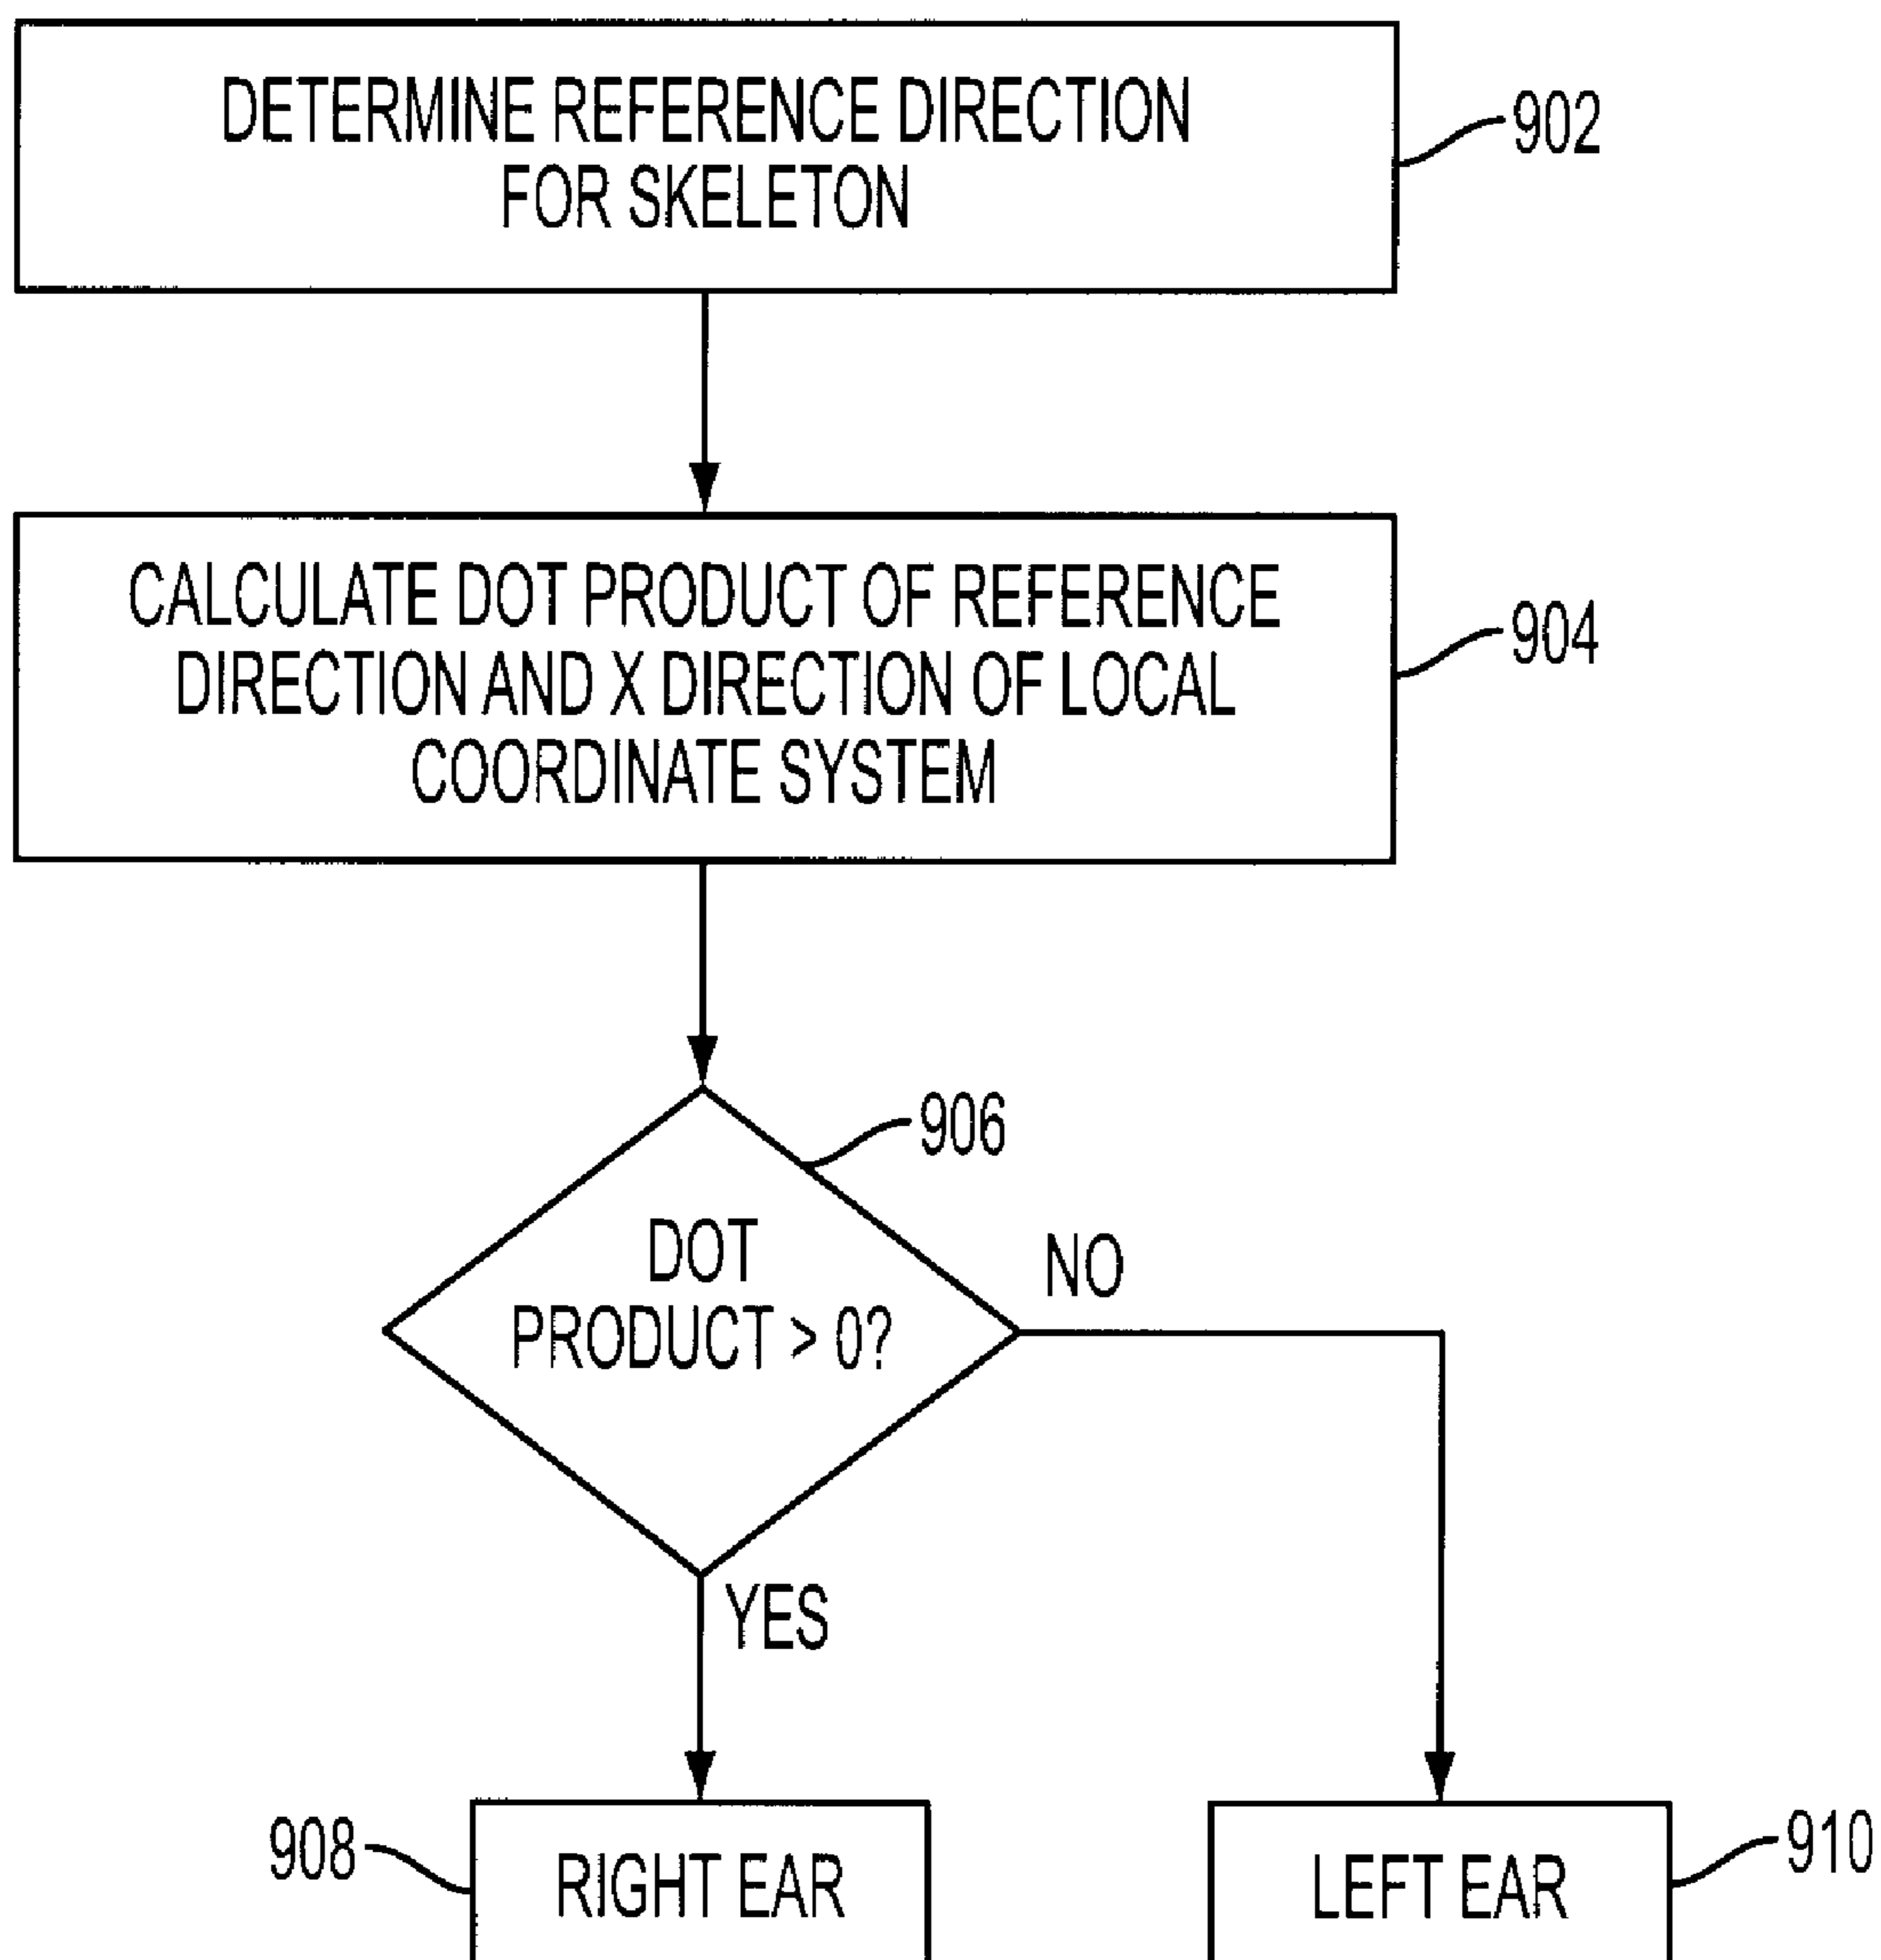 DETERMINE REFERENCE DIRECTION
FOR SKELETON
902
CALCULATE DOT PRODUCT OF REFERENCE
DIRECTION AND X DIRECTION OF LOCAL
COORDINATE SYSTEM
904
906
DOT
PRODUCT > 0?
NO
YES
908
RIGHT EAR
LEFT EAR
910